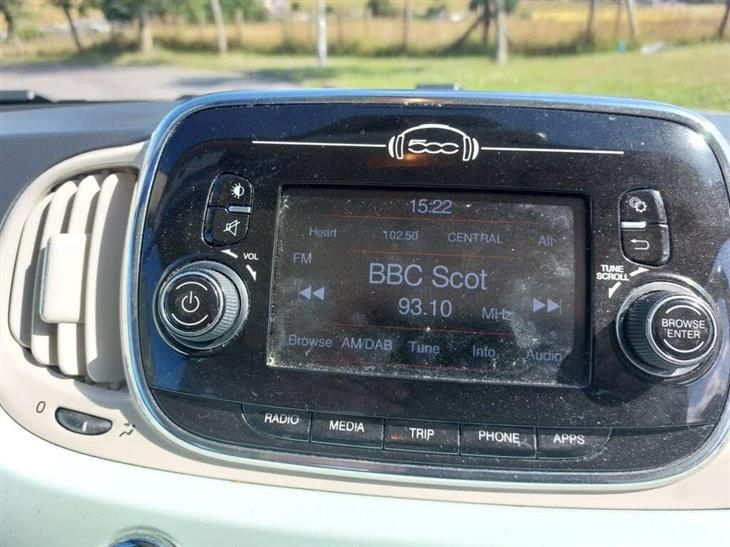 500
15:22
VOL
Heart 102.50 CENTRAL All
FM
BBC Scot
93.10 MHz
Browse AM/DAB Tune Info Audio
TUNE
SCROLL
BROWSE
ENTER
RADIO MEDIA TRIP PHONE APPS
0